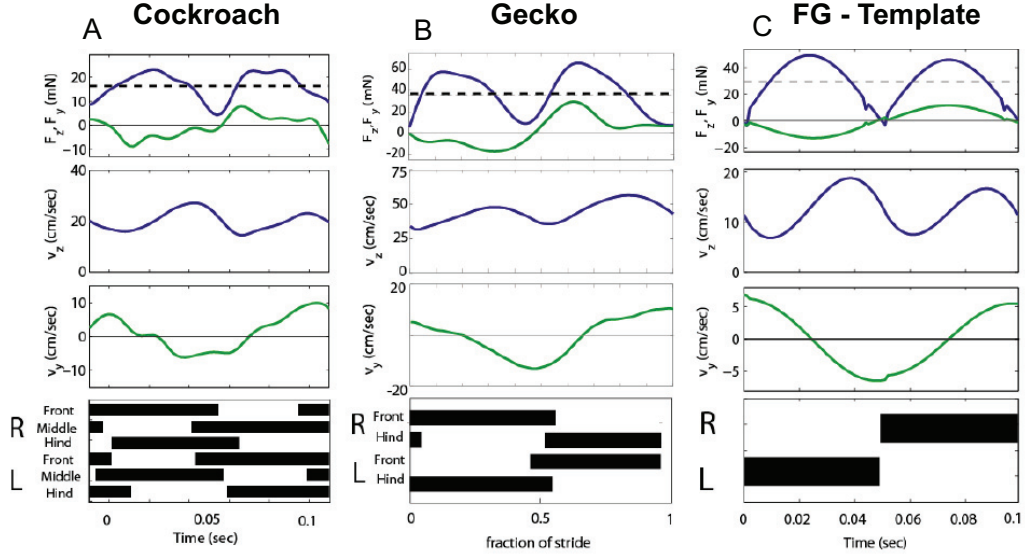 Cockroach
Gecko
FG - Template
A
B
C
F_z, F_y (mN)
20
10
0
-10
v_z (cm/sec)
40
20
0
v_y (cm/sec)
10
0
-10
R
Front
Middle
Hind
L
Front
Middle
Hind
0
0.05
0.1
Time (sec)
F_z, F_y (mN)
60
40
20
0
-20
v_z (cm/sec)
75
50
25
0
v_y (cm/sec)
20
0
-20
R
Front
Hind
L
Front
Hind
0
0.5
1
fraction of stride
F_z, F_y (mN)
40
20
0
-20
v_z (cm/sec)
20
10
0
v_y (cm/sec)
5
0
-5
R
L
0
0.02
0.04
0.06
0.08
0.1
Time (sec)